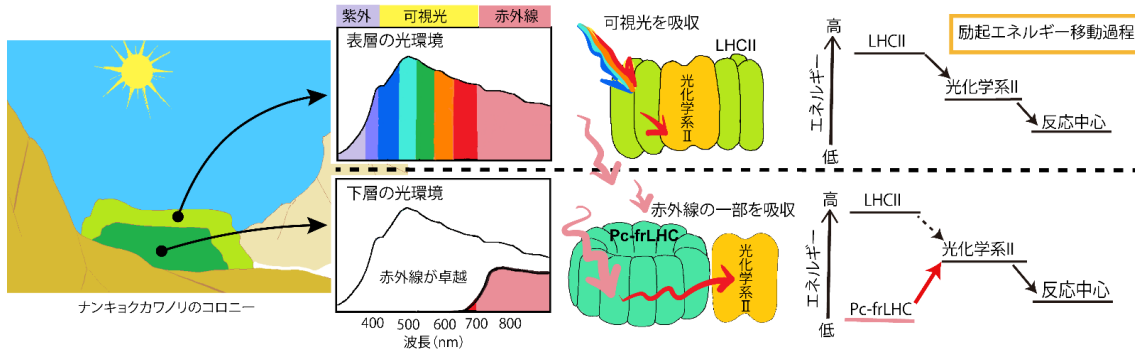 紫外 可視光 赤外線
表層の光環境
可視光を吸収
LHCII
光化学系II
高
エネルギー
低
LHCII
光化学系II
反応中心
励起エネルギー移動過程
下層の光環境
赤外線が卓越
400 500 600 700 800
波長(nm)
赤外線の一部を吸収
Pc-frLHC
光化学系II
高
エネルギー
低
LHCII
光化学系II
反応中心
Pc-frLHC
ナンキョクカワノリのコロニー